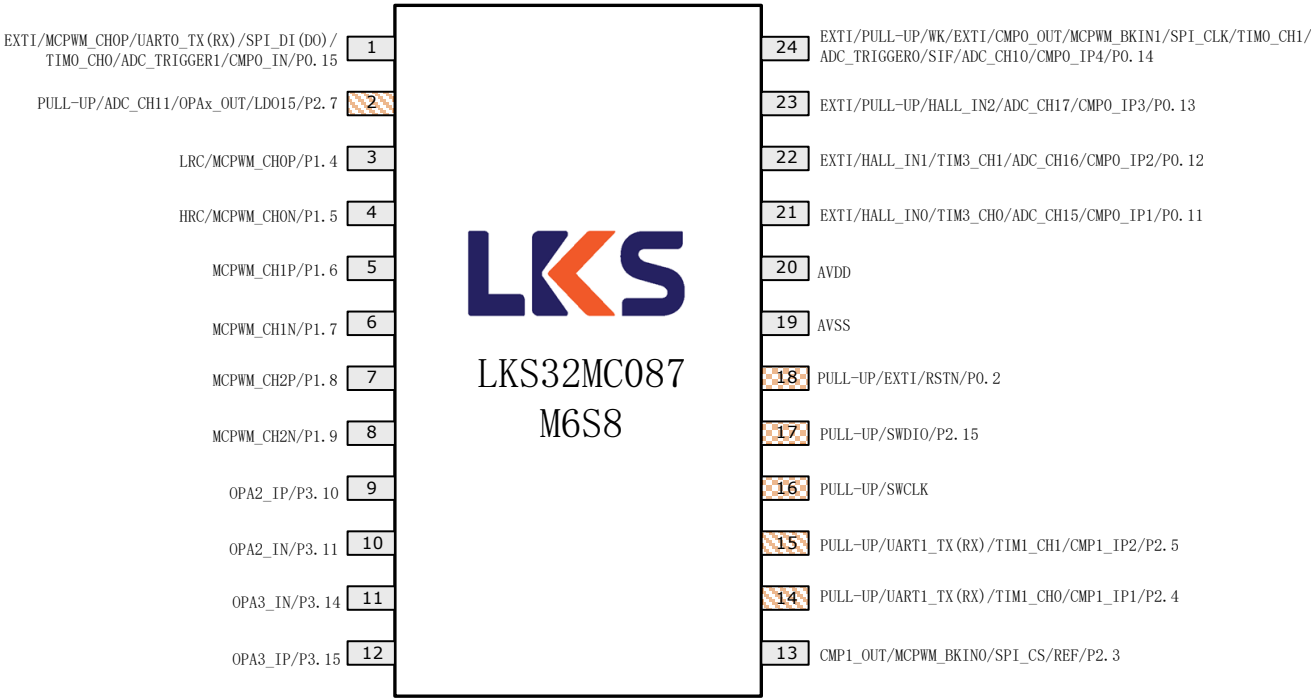 EXTI/MCPWM_CH0P/UART0_TX(RX)/SPI_DI(DO)/
TIM0_CH0/ADC_TRIGGER1/CMP0_IN/P0.15
1
PULL-UP/ADC_CH11/OPAx_OUT/LDO15/P2.7
2
LRC/MCPWM_CH0P/P1.4
3
HRC/MCPWM_CH0N/P1.5
4
MCPWM_CH1P/P1.6
5
MCPWM_CH1N/P1.7
6
MCPWM_CH2P/P1.8
7
MCPWM_CH2N/P1.9
8
OPA2_IP/P3.10
9
OPA2_IN/P3.11
10
OPA3_IN/P3.14
11
OPA3_IP/P3.15
12
LKS
LKS32MC087
M6S8
24
EXTI/PULL-UP/WK/EXTI/CMP0_OUT/MCPWM_BKIN1/SPI_CLK/TIM0_CH1/
ADC_TRIGGER0/SIF/ADC_CH10/CMP0_IP4/P0.14
23
EXTI/PULL-UP/HALL_IN2/ADC_CH17/CMP0_IP3/P0.13
22
EXTI/HALL_IN1/TIM3_CH1/ADC_CH16/CMP0_IP2/P0.12
21
EXTI/HALL_IN0/TIM3_CH0/ADC_CH15/CMP0_IP1/P0.11
20
AVDD
19
AVSS
18
PULL-UP/EXTI/RSTN/P0.2
17
PULL-UP/SWDIO/P2.15
16
PULL-UP/SWCLK
15
PULL-UP/UART1_TX(RX)/TIM1_CH1/CMP1_IP2/P2.5
14
PULL-UP/UART1_TX(RX)/TIM1_CH0/CMP1_IP1/P2.4
13
CMP1_OUT/MCPWM_BKIN0/SPI_CS/REF/P2.3